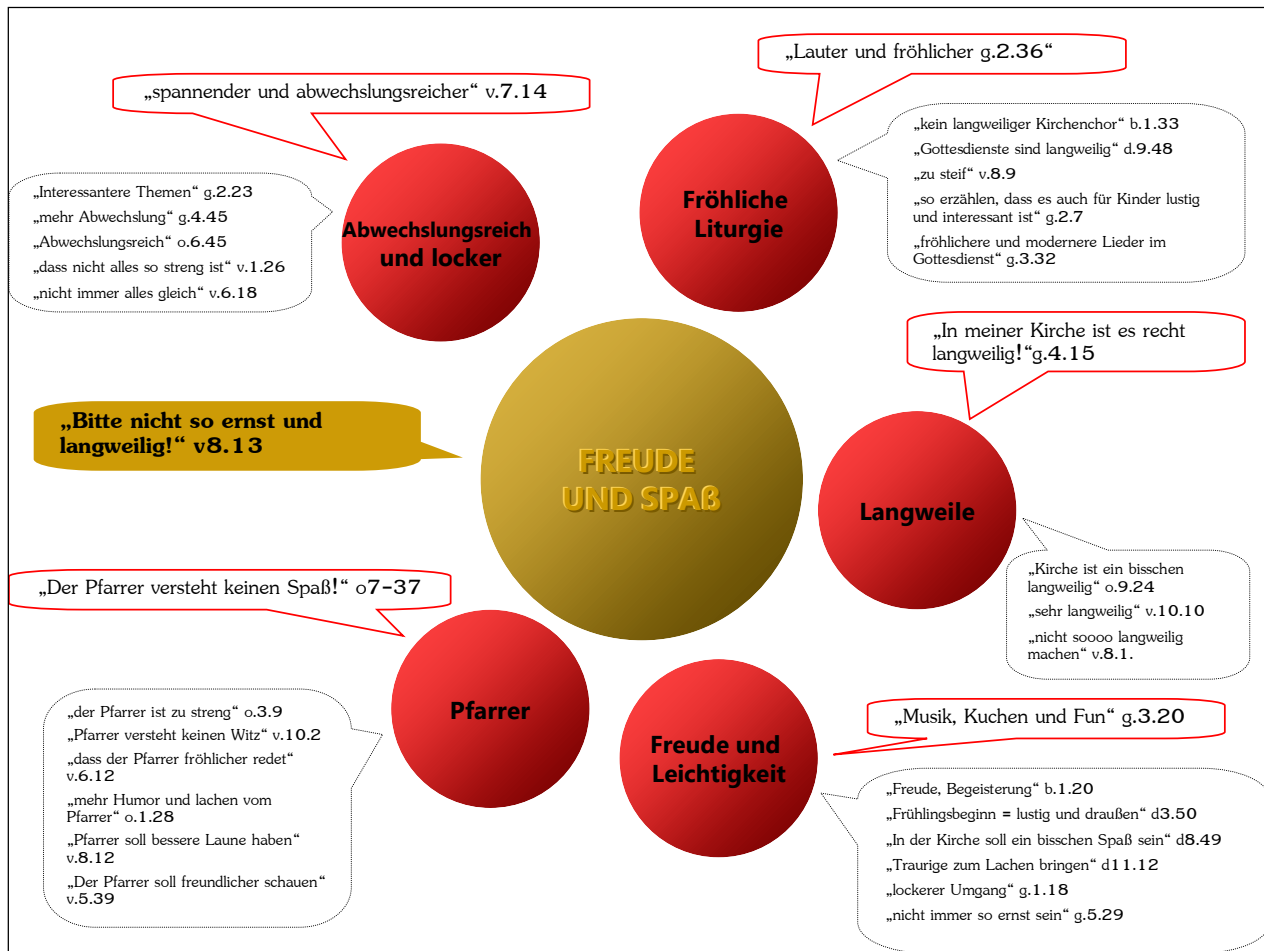 „Lauter und fröhlicher g.2.36“
„spannender und abwechslungsreicher“ v.7.14
„kein langweiliger Kirchenchor“ b.1.33
„Gottesdienste sind langweilig“ d.9.48
„zu steif“ v.8.9
„so erzählen, dass es auch für Kinder lustig
und interessant ist“ g.2.7
„fröhlichere und modernere Lieder im
Gottesdienst“ g.3.32
Fröhliche
Liturgie
„Interessantere Themen“ g.2.23
„mehr Abwechslung“ g.4.45
„Abwechslungsreich“ o.6.45
„dass nicht alles so streng ist“ v.1.26
„nicht immer alles gleich“ v.6.18
Abwechslungsreich
und locker
„In meiner Kirche ist es recht
langweilig!“g.4.15
„Bitte nicht so ernst und
langweilig!“ v8.13
FREUDE
UND SPAß
Langweile
„Kirche ist ein bisschen
langweilig“ o.9.24
„sehr langweilig“ v.10.10
„nicht soooo langweilig
machen“ v.8.1.
„Der Pfarrer versteht keinen Spaß!“ o7-37
Pfarrer
„der Pfarrer ist zu streng“ o.3.9
„Pfarrer versteht keinen Witz“ v.10.2
„dass der Pfarrer fröhlicher redet“
v.6.12
„mehr Humor und lachen vom
Pfarrer“ o.1.28
„Pfarrer soll bessere Laune haben“
v.8.12
„Der Pfarrer soll freundlicher schauen“
v.5.39
Freude und
Leichtigkeit
„Musik, Kuchen und Fun“ g.3.20
„Freude, Begeisterung“ b.1.20
„Frühlingsbeginn = lustig und draußen“ d3.50
„In der Kirche soll ein bisschen Spaß sein“ d8.49
„Traurige zum Lachen bringen“ d11.12
„lockerer Umgang“ g.1.18
„nicht immer so ernst sein“ g.5.29